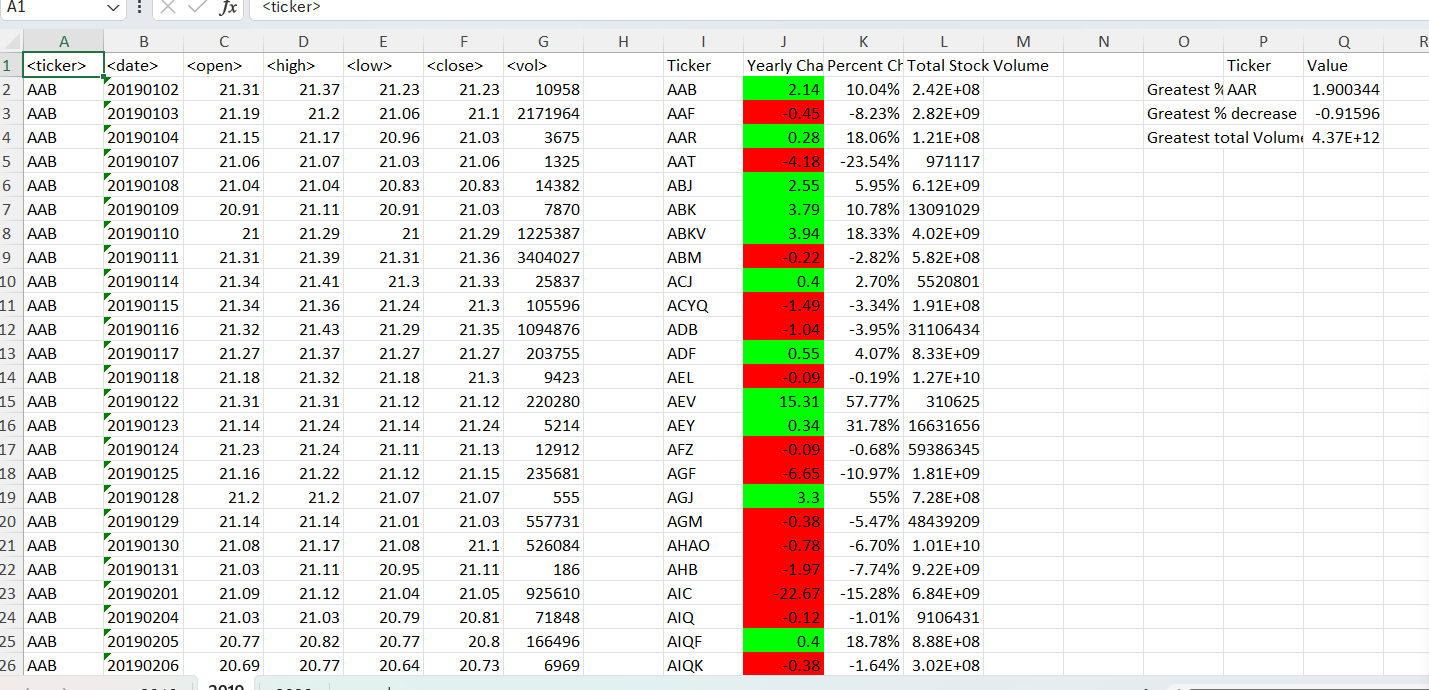 A1 fx <ticker>
A B C D E F G H I J K L M N O P Q R
1 <ticker> <date> <open> <high> <low> <close> <vol> Ticker Yearly Cha Percent Ch Total Stock Volume Ticker Value
2 AAB 20190102 21.31 21.37 21.23 21.23 10958 AAB 2.14 10.04% 2.42E+08 Greatest % AAR 1.900344
3 AAB 20190103 21.19 21.2 21.06 21.1 2171964 AAF -0.45 -8.23% 2.82E+09 Greatest % decrease -0.91596
4 AAB 20190104 21.15 21.17 20.96 21.03 3675 AAR 0.28 18.06% 1.21E+08 Greatest total Volume 4.37E+12
5 AAB 20190107 21.06 21.07 21.03 21.06 1325 AAT -4.18 -23.54% 971117
6 AAB 20190108 21.04 21.04 20.83 20.83 14382 ABJ 2.55 5.95% 6.12E+09
7 AAB 20190109 20.91 21.11 20.91 21.03 7870 ABK 3.79 10.78% 13091029
8 AAB 20190110 21 21.29 21 21.29 1225387 ABKV 3.94 18.33% 4.02E+09
9 AAB 20190111 21.31 21.39 21.31 21.36 3404027 ABM -0.22 -2.82% 5.82E+08
10 AAB 20190114 21.34 21.41 21.3 21.33 25837 ACJ 0.4 2.70% 5520801
11 AAB 20190115 21.34 21.36 21.24 21.3 105596 ACYQ -1.49 -3.34% 1.91E+08
12 AAB 20190116 21.32 21.43 21.29 21.35 1094876 ADB -1.04 -3.95% 31106434
13 AAB 20190117 21.27 21.37 21.27 21.27 203755 ADF 0.55 4.07% 8.33E+09
14 AAB 20190118 21.18 21.32 21.18 21.3 9423 AEL -0.09 -0.19% 1.27E+10
15 AAB 20190122 21.31 21.31 21.12 21.12 220280 AEV 15.31 57.77% 310625
16 AAB 20190123 21.14 21.24 21.14 21.24 5214 AEY 0.34 31.78% 16631656
17 AAB 20190124 21.23 21.24 21.11 21.13 12912 AFZ -0.09 -0.68% 59386345
18 AAB 20190125 21.16 21.22 21.12 21.15 235681 AGF -6.65 -10.97% 1.81E+09
19 AAB 20190128 21.2 21.2 21.07 21.07 555 AGJ 3.3 55% 7.28E+08
20 AAB 20190129 21.14 21.14 21.01 21.03 557731 AGM -0.38 -5.47% 48439209
21 AAB 20190130 21.08 21.17 21.08 21.1 526084 AHAO -0.78 -6.70% 1.01E+10
22 AAB 20190131 21.03 21.11 20.95 21.11 186 AHB -1.97 -7.74% 9.22E+09
23 AAB 20190201 21.09 21.12 21.04 21.05 925610 AIC -22.67 -15.28% 6.84E+09
24 AAB 20190204 21.03 21.03 20.79 20.81 71848 AIQ -0.12 -1.01% 9106431
25 AAB 20190205 20.77 20.82 20.77 20.8 166496 AIQF 0.4 18.78% 8.88E+08
26 AAB 20190206 20.69 20.77 20.64 20.73 6969 AIQK -0.38 -1.64% 3.02E+08
2019